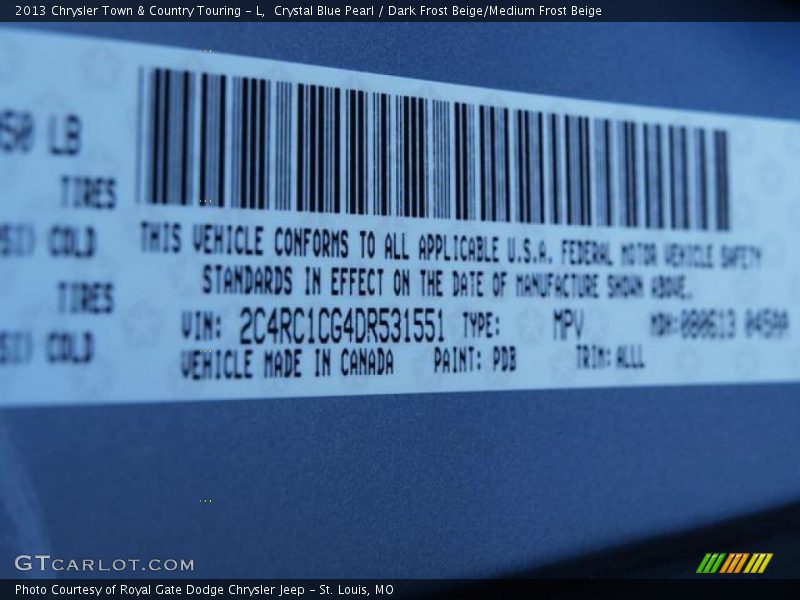 2013 Chrysler Town & Country Touring - L, Crystal Blue Pearl / Dark Frost Beige/Medium Frost Beige
50 LB
TIRES
COLD
TIRES
COLD
THIS VEHICLE CONFORMS TO ALL APPLICABLE U.S.A. FEDERAL MOTOR VEHICLE SAFETY
STANDARDS IN EFFECT ON THE DATE OF MANUFACTURE SHOWN ABOVE.
VIN: 2C4RC1CG4DR531551 TYPE: MPV MDH:080613 0450
VEHICLE MADE IN CANADA PAINT: PDB TRIM: ALLL
GTCARLOT.COM
Photo Courtesy of Royal Gate Dodge Chrysler Jeep - St. Louis, MO